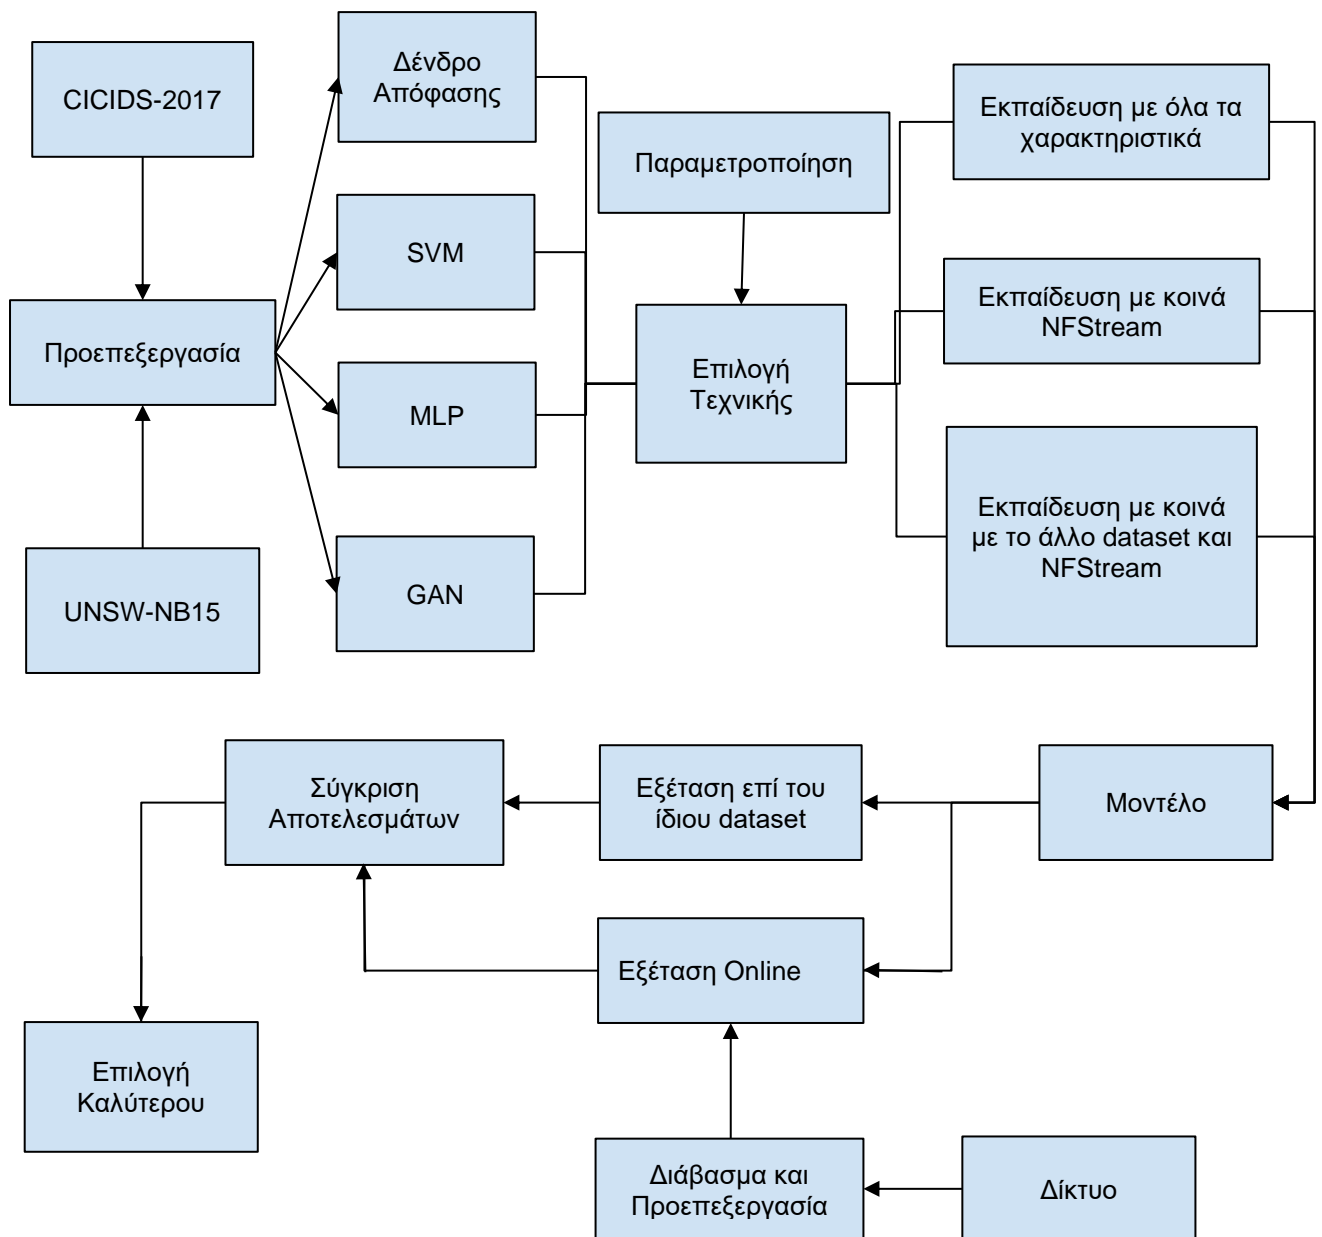 CICIDS-2017
Προεπεξεργασία
UNSW-NB15
Δένδρο
Απόφασης
SVM
MLP
GAN
Παραμετροποίηση
Επιλογή
Τεχνικής
Εκπαίδευση με όλα τα
χαρακτηριστικά
Εκπαίδευση με κοινά
NFStream
Εκπαίδευση με κοινά
με το άλλο dataset και
NFStream
Μοντέλο
Εξέταση επί του
ίδιου dataset
Σύγκριση
Αποτελεσμάτων
Εξέταση Online
Επιλογή
Καλύτερου
Διάβασμα και
Προεπεξεργασία
Δίκτυο